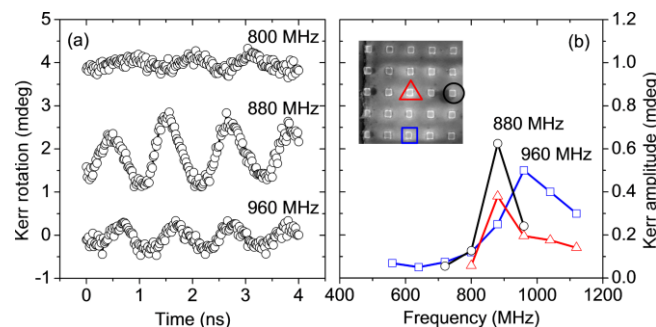 (a)
800 MHz
880 MHz
960 MHz
Kerr rotation (mdeg)
5
4
3
2
1
0
-1
0
1
2
3
4
Time (ns)
(b)
880 MHz
960 MHz
Kerr amplitude (mdeg)
1.2
1.0
0.8
0.6
0.4
0.2
0.0
400
600
800
1000
1200
Frequency (MHz)